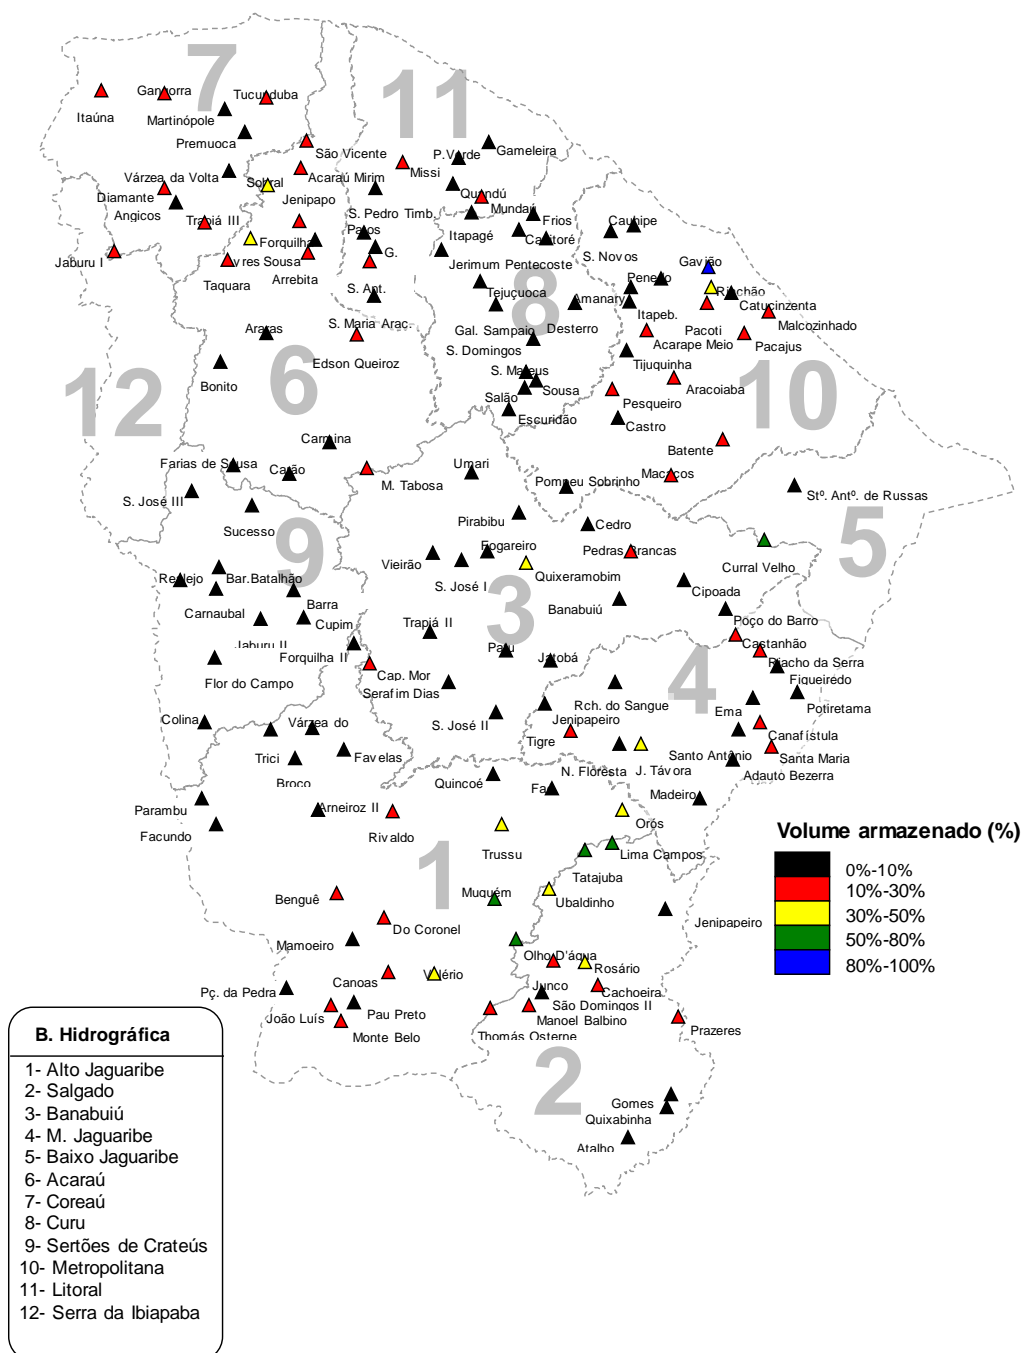 7
11
Itaúna
Gangorra
Tucunduba
Martinópole
Premuoca
São Vicente
P.Verde
Gameleira
Missi
Várzea da Volta
Sobral
Acaraú Mirim
Diamante
Angicos
Jenipapo
Quandú
Mundaú
S. Pedro Timb.
Trapiá III
Frios
Cauhipe
Patos
Itapagé
Caxitoré
Forquilha
G.
S. Novos
Gavião
Jaburu I
Ayres Sousa
Jerimum
Pentecoste
Taquara
Arrebita
Penedo
Riachão
8
S. Ant.
Tejuçuoca
Amanary
Itapeb.
Catucinzenta
Malcozinhado
Araras
S. Maria Arac.
Gal. Sampaio
Desterro
Pacoti
Pacajus
Acarape Meio
Edson Queiroz
S. Domingos
Tijuquinha
Bonito
6
12
S. Mateus
Sousa
Aracoiaba
10
Salão
Pesqueiro
Escuridão
Castro
Carmina
Batente
Farias de Sousa
Carão
M. Tabosa
Umari
Macacos
Pompeu Sobrinho
Stº. Antº. de Russas
S. José III
Sucesso
Pirabibu
Cedro
5
9
Fogareiro
Pedras Brancas
Vieirão
Quixeramobim
Curral Velho
Realejo
Bar.Batalhão
S. José I
Cipoada
Carnaubal
Barra
3
Banabuiú
Cupim
Trapiá II
Poço do Barro
Jaburu II
Castanhão
Forquilha II
Patu
Jatobá
Riacho da Serra
Flor do Campo
Cap. Mor
4
Figueiredo
Serafim Dias
Potiretama
Rch. do Sangue
Ema
Colina
Várzea do
S. José II
Jenipapeiro
Canafístula
Tigre
Trici
Favelas
Santo Antônio
Santa Maria
Broco
Quincoé
N. Floresta
J. Távora
Adauto Bezerra
Fa
Madeiro
Parambu
Arneiroz II
Facundo
Rivaldo
Orós
Trussu
Volume armazenado (%)
Lima Campos
1
Tatajuba
0%-10%
10%-30%
30%-50%
50%-80%
80%-100%
Benguê
Muquém
Ubaldinho
Do Coronel
Jenipapeiro
Mamoeiro
Olho D'água
Canoas
Valério
Rosário
Pç. da Pedra
Junco
Cachoeira
João Luís
Pau Preto
São Domingos II
Manoel Balbino
Monte Belo
Thomás Osterne
Prazeres
2
Gomes
Quixabinha
Atalho
B. Hidrográfica
1- Alto Jaguaribe
2- Salgado
3- Banabuiú
4- M. Jaguaribe
5- Baixo Jaguaribe
6- Acaraú
7- Coreaú
8- Curu
9- Sertões de Crateús
10- Metropolitana
11- Litoral
12- Serra da Ibiapaba